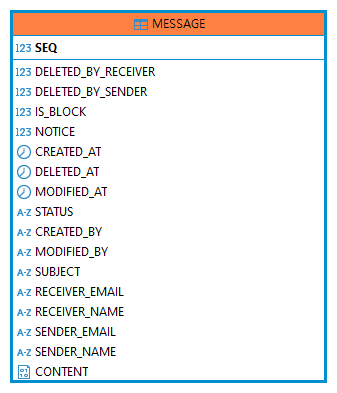 MESSAGE
123 SEQ
123 DELETED_BY_RECEIVER
123 DELETED_BY_SENDER
123 IS_BLOCK
123 NOTICE
CREATED_AT
DELETED_AT
MODIFIED_AT
A-Z STATUS
A-Z CREATED_BY
A-Z MODIFIED_BY
A-Z SUBJECT
A-Z RECEIVER_EMAIL
A-Z RECEIVER_NAME
A-Z SENDER_EMAIL
A-Z SENDER_NAME
CONTENT